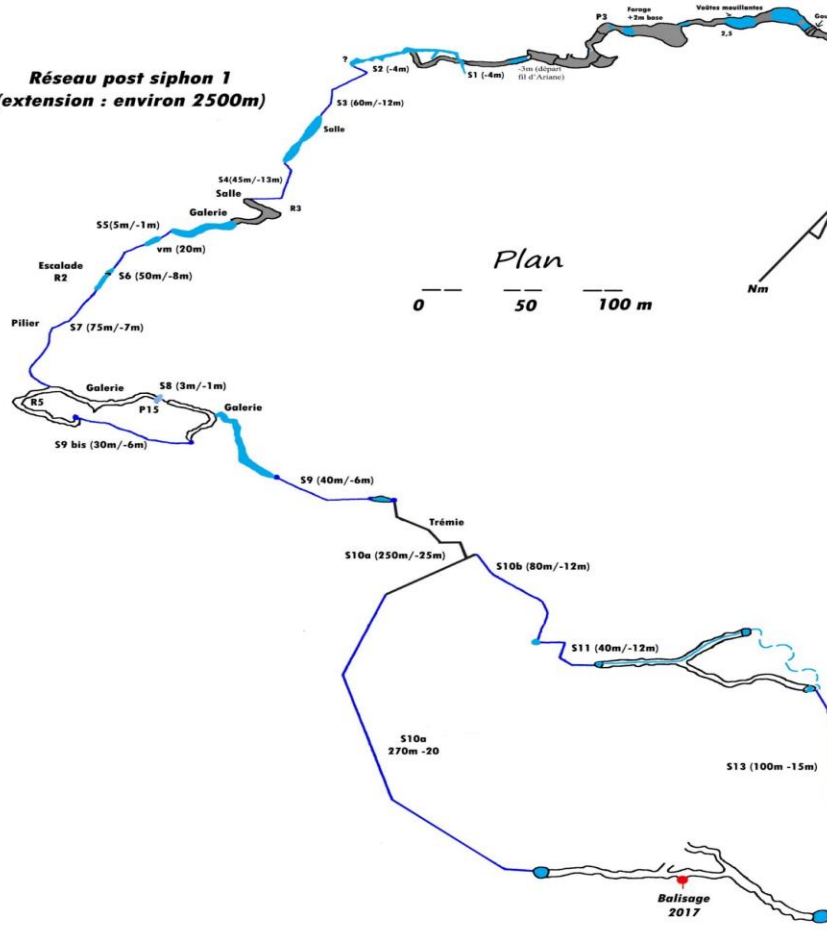 P3
Forage
+2m base
Voûtes mouillantes
2,5
?
S2 (-4m)
S1 (-4m)
-3m (départ
fil d'Ariane)
Réseau post siphon 1
(extension : environ 2500m)
S3 (60m/-12m)
Salle
S4(45m/-13m)
Salle
R3
Galerie
S5(5m/-1m)
vm (20m)
Escalade
R2
S6 (50m/-8m)
Plan
Nm
0 50 100 m
Pilier
S7 (75m/-7m)
Galerie
S8 (3m/-1m)
R5
P15
Galerie
S9 bis (30m/-6m)
S9 (40m/-6m)
Trémie
S10a (250m/-25m)
S10b (80m/-12m)
S11 (40m/-12m)
S10a
270m -20
S13 (100m -15m)
Balisage
2017